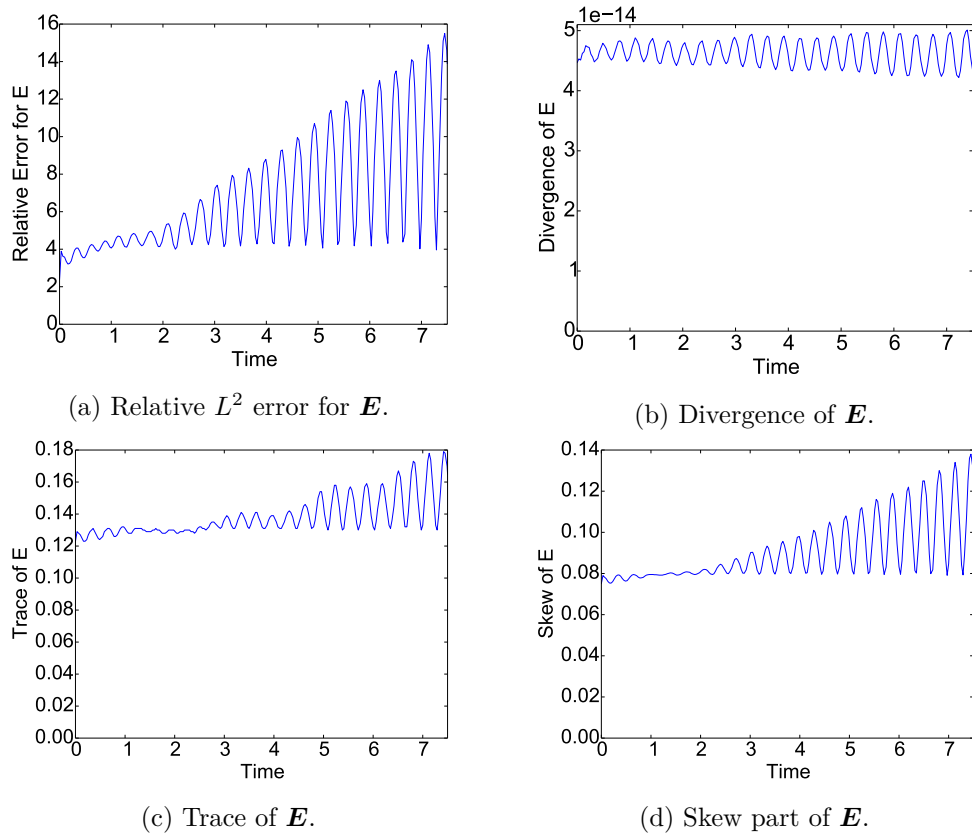 16
14
12
10
8
6
4
2
0
Relative Error for E
0 1 2 3 4 5 6 7
Time
(a) Relative L² error for E.
1e−14
5
4
3
2
1
0
Divergence of E
0 1 2 3 4 5 6 7
Time
(b) Divergence of E.
0.18
0.16
0.14
0.12
0.10
0.08
0.06
0.04
0.02
0.00
Trace of E
0 1 2 3 4 5 6 7
Time
(c) Trace of E.
0.14
0.12
0.10
0.08
0.06
0.04
0.02
0.00
Skew of E
0 1 2 3 4 5 6 7
Time
(d) Skew part of E.